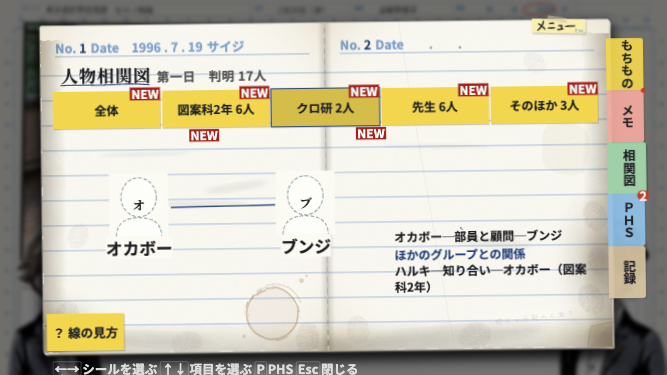 メニュー
No. 1 Date 1996 . 7 . 19 サイジ
No. 2 Date . .
人物相関図 第一日 判明 17人
全体 NEW
図案科2年 6人 NEW
クロ研 2人 NEW
先生 6人 NEW
そのほか 3人 NEW
NEW
NEW
オ
ブ
オカボー
ブンジ
オカボー─部員と顧問─ブンジ
ほかのグループとの関係
ハルキ─知り合い─オカボー（図案
科2年）
? 線の見方
もちもの
メモ
相関図
PHS
2
記録
←→ シールを選ぶ ↑↓ 項目を選ぶ P PHS Esc 閉じる